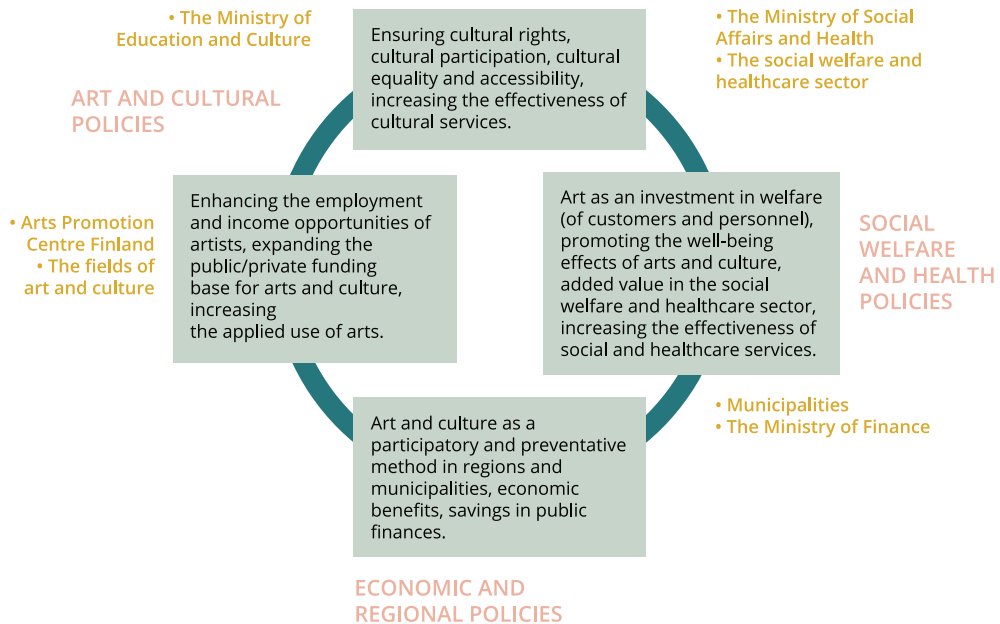 • The Ministry of
Education and Culture
Ensuring cultural rights,
cultural participation, cultural
equality and accessibility,
increasing the effectiveness of
cultural services.
• The Ministry of Social
Affairs and Health
• The social welfare and
healthcare sector
ART AND CULTURAL
POLICIES
• Arts Promotion
Centre Finland
• The fields of
art and culture
Enhancing the employment
and income opportunities of
artists, expanding the
public/private funding
base for arts and culture,
increasing
the applied use of arts.
Art as an investment in welfare
(of customers and personnel),
promoting the well-being
effects of arts and culture,
added value in the social
welfare and healthcare sector,
increasing the effectiveness of
social and healthcare services.
SOCIAL
WELFARE
AND HEALTH
POLICIES
Art and culture as a
participatory and preventative
method in regions and
municipalities, economic
benefits, savings in public
finances.
• Municipalities
• The Ministry of Finance
ECONOMIC AND
REGIONAL POLICIES